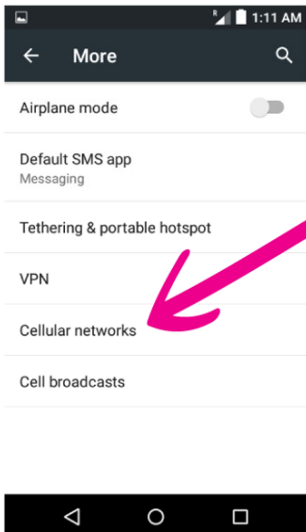 R 1:11 AM
More
Airplane mode
Default SMS app
Messaging
Tethering & portable hotspot
VPN
Cellular networks
Cell broadcasts